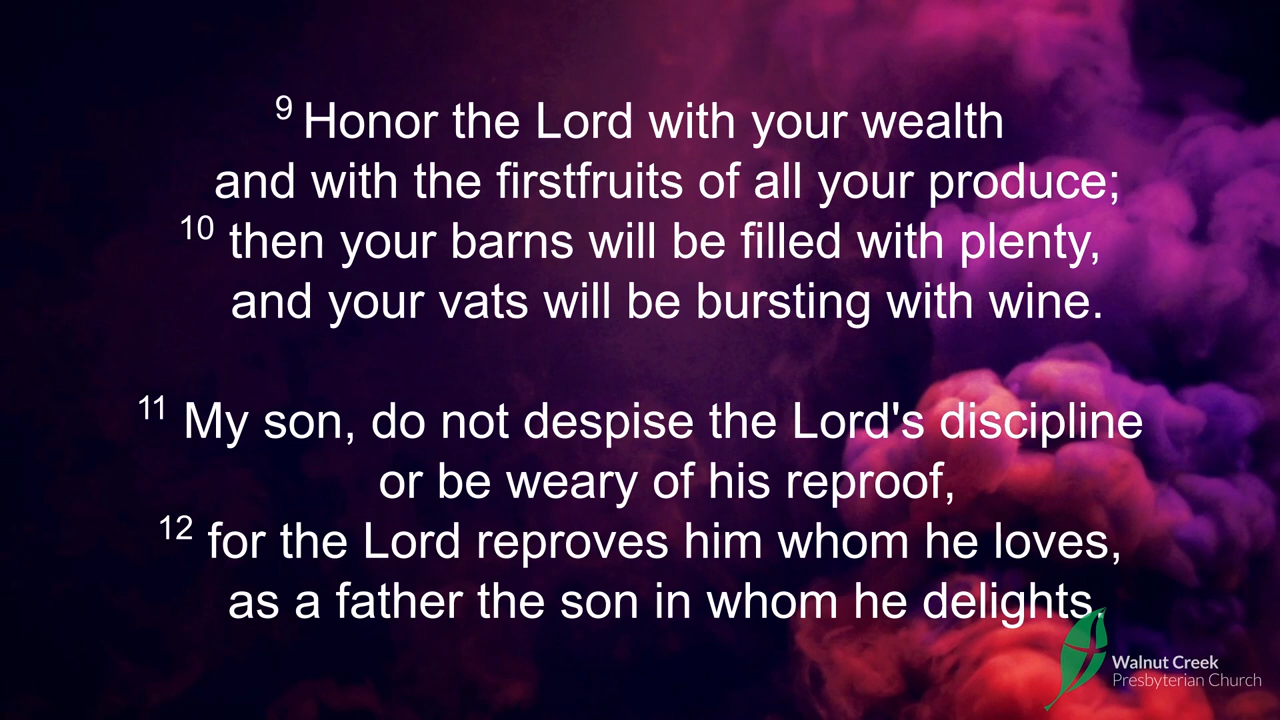 9 Honor the Lord with your wealth
and with the firstfruits of all your produce;
10 then your barns will be filled with plenty,
and your vats will be bursting with wine.
11 My son, do not despise the Lord's discipline
or be weary of his reproof,
12 for the Lord reproves him whom he loves,
as a father the son in whom he delights.
Walnut Creek
Presbyterian Church